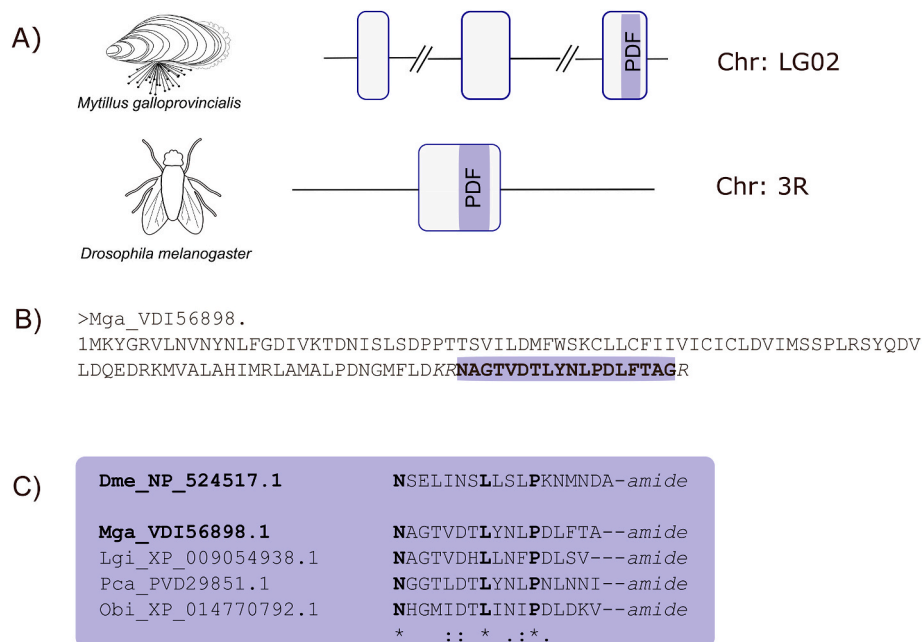 A)
PDF
Chr: LG02
Mytillus galloprovincialis
PDF
Chr: 3R
Drosophila melanogaster
B)
>Mga_VDI56898.
1MKYGRVLNVNYNLFGDIVKTDNISLSDPPTTSVILDMFWSKCLLCFIIVICICLDVIMSSPLRSYQDV
LDQEDRKMVALAHIMRLAMALPDNGMFLDKRNAGTVDTLYNLPDLFTAGR
C)
Dme_NP_524517.1 NSELINSLLSLPKNMNDA-amide
Mga_VDI56898.1 NAGTVDTLYNLPDLFTA--amide
Lgi_XP_009054938.1 NAGTVDHLLNFPDLSV---amide
Pca_PVD29851.1 NGGTLDTLYNLPNLNNI--amide
Obi_XP_014770792.1 NHGMIDTLINIPDLDKV--amide
* :: * .:*.